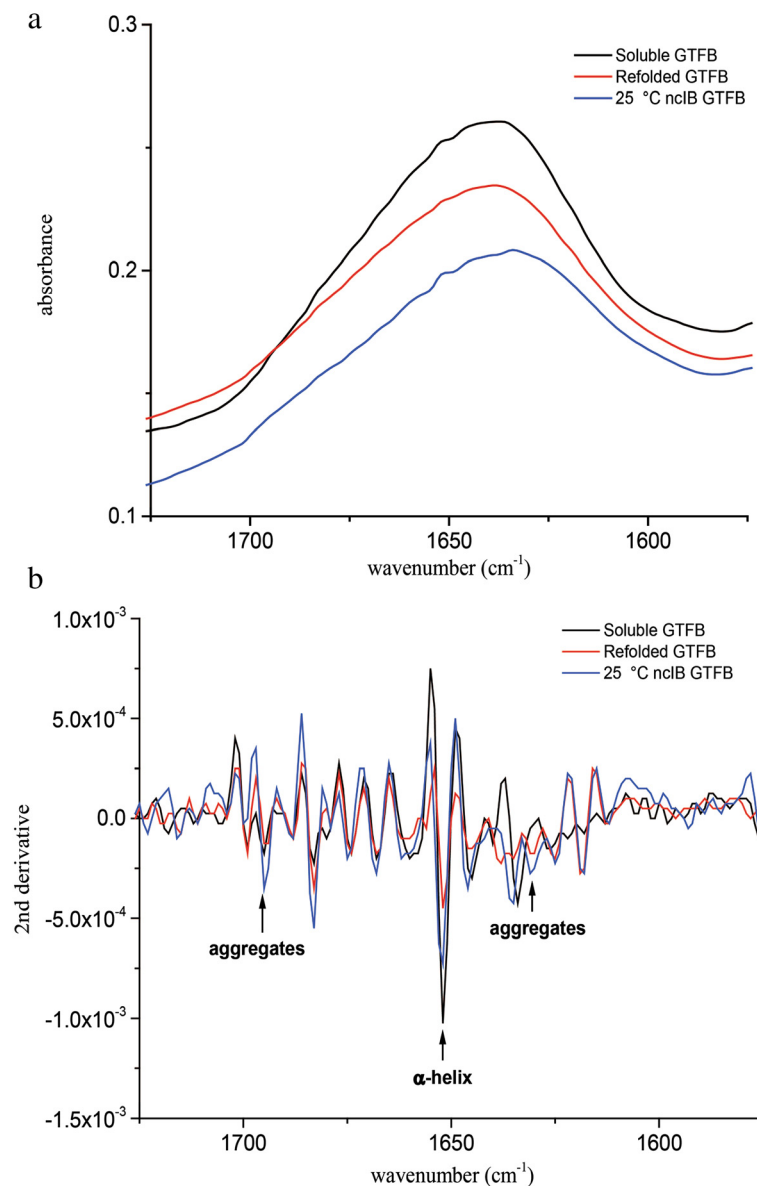 a
0.3
Soluble GTFB
Refolded GTFB
25 °C ncIB GTFB
absorbance
0.2
0.1
1700
1650
1600
wavenumber (cm-1)
b
1.0x10-3
Soluble GTFB
Refolded GTFB
25 °C ncIB GTFB
5.0x10-4
0.0
2nd derivative
-5.0x10-4
aggregates
aggregates
-1.0x10-3
α-helix
-1.5x10-3
1700
1650
1600
wavenumber (cm-1)